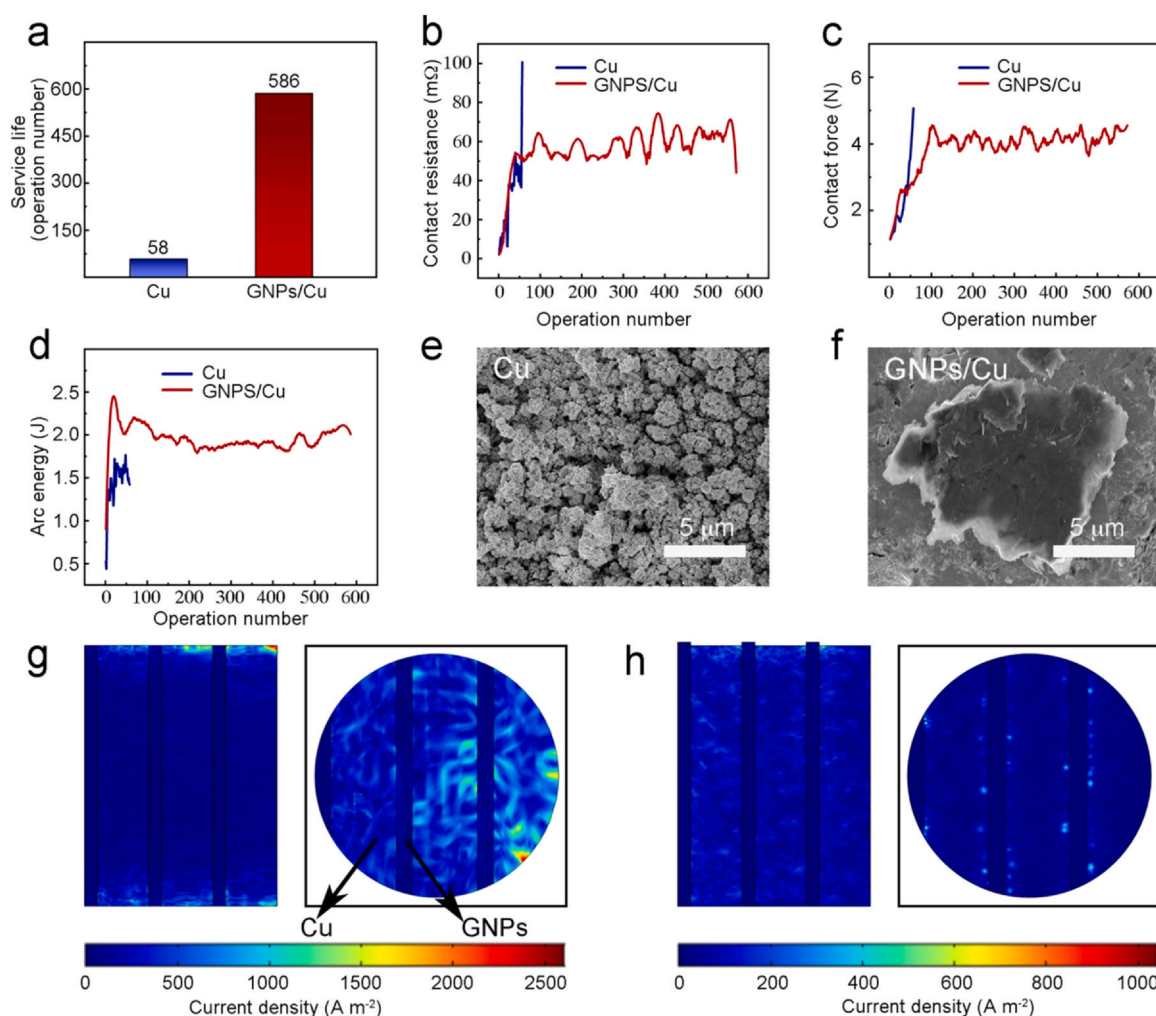 a
Service life
(operation number)
600
450
300
150
58
586
Cu
GNPs/Cu
b
Contact resistance (mΩ)
100
80
60
40
20
0
Cu
GNPS/Cu
0 100 200 300 400 500 600
Operation number
c
Contact force (N)
6
4
2
Cu
GNPS/Cu
0 100 200 300 400 500 600
Operation number
d
Arc energy (J)
2.5
2.0
1.5
1.0
0.5
Cu
GNPS/Cu
0 100 200 300 400 500 600
Operation number
e
Cu
5 μm
f
GNPs/Cu
5 μm
g
Cu
GNPs
0 500 1000 1500 2000 2500
Current density (A m⁻²)
h
0 200 400 600 800 1000
Current density (A m⁻²)